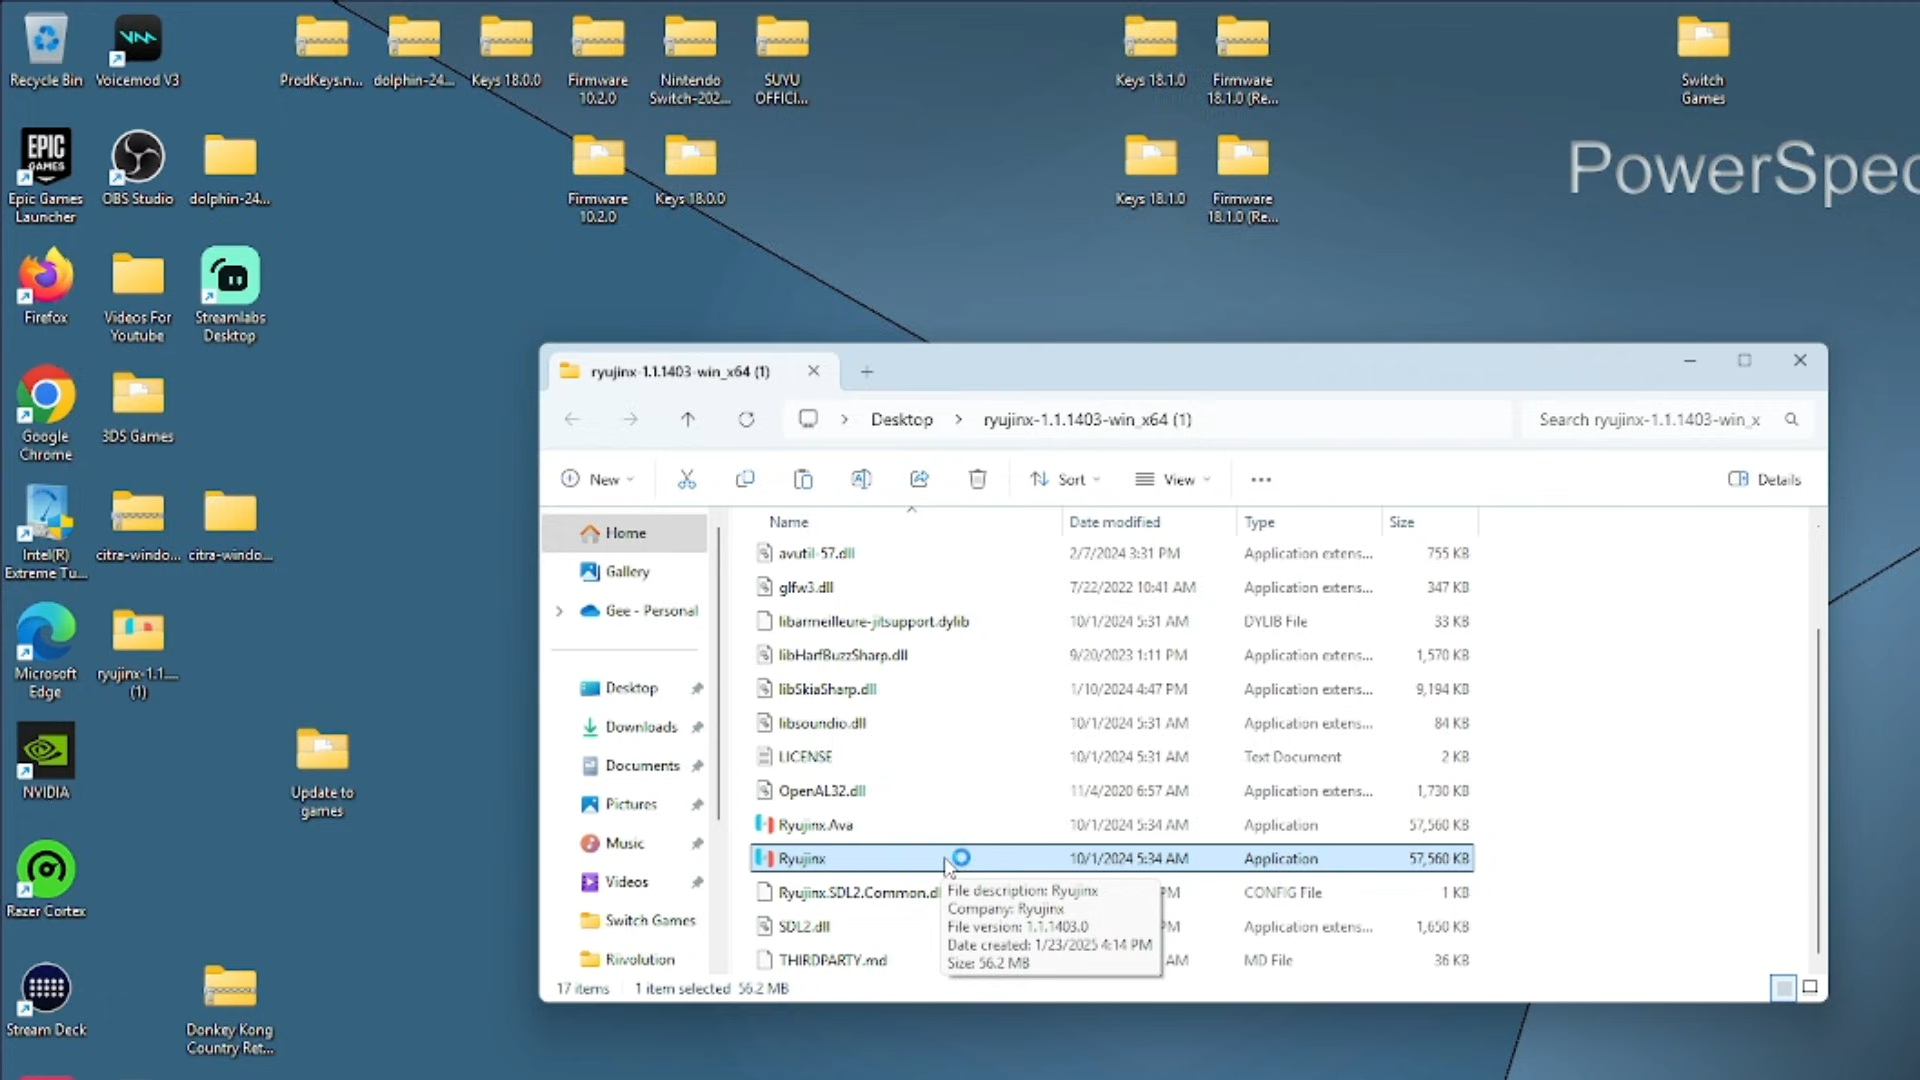 Recycle Bin
Voicemod V3
ProdKeys.n...
dolphin-24...
Keys 18.0.0
Firmware
10.2.0
Nintendo
Switch-202...
SUYU
OFFICI...
Keys 18.1.0
Firmware
18.1.0 (Re...
Switch
Games
EPIC
GAMES
Epic Games
Launcher
OBS Studio
dolphin-24...
Firmware
10.2.0
Keys 18.0.0
Keys 18.1.0
Firmware
18.1.0 (Re...
PowerSpec
Firefox
Videos For
Youtube
Streamlabs
Desktop
Google
Chrome
3DS Games
Intel(R)
Extreme Tu...
citra-windo...
citra-windo...
Microsoft
Edge
ryujinx-1.1....
(1)
NVIDIA
Update to
games
Razer Cortex
Stream Deck
Donkey Kong
Country Ret...
ryujinx-1.1.1403-win_x64 (1)
Desktop > ryujinx-1.1.1403-win_x64 (1)
Search ryujinx-1.1.1403-win_x
New
Sort
View
Details
Home
Gallery
Gee - Personal
Desktop
Downloads
Documents
Pictures
Music
Videos
Switch Games
Riivolution
Name Date modified Type Size
avutil-57.dll 2/7/2024 3:31 PM Application extens... 755 KB
glfw3.dll 7/22/2022 10:41 AM Application extens... 347 KB
libarmeilleure-jitsupport.dylib 10/1/2024 5:31 AM DYLIB File 33 KB
libHarfBuzzSharp.dll 9/20/2023 1:11 PM Application extens... 1,570 KB
libSkiaSharp.dll 1/10/2024 4:47 PM Application extens... 9,194 KB
libsoundio.dll 10/1/2024 5:31 AM Application extens... 84 KB
LICENSE 10/1/2024 5:31 AM Text Document 2 KB
OpenAL32.dll 11/4/2020 6:57 AM Application extens... 1,730 KB
Ryujinx.Ava 10/1/2024 5:34 AM Application 57,560 KB
Ryujinx 10/1/2024 5:34 AM Application 57,560 KB
Ryujinx.SDL2.Common.dl PM CONFIG File 1 KB
SDL2.dll PM Application extens... 1,650 KB
THIRDPARTY.md AM MD File 36 KB
File description: Ryujinx
Company: Ryujinx
File version: 1.1.1403.0
Date created: 1/23/2025 4:14 PM
Size: 56.2 MB
17 items 1 item selected 56.2 MB